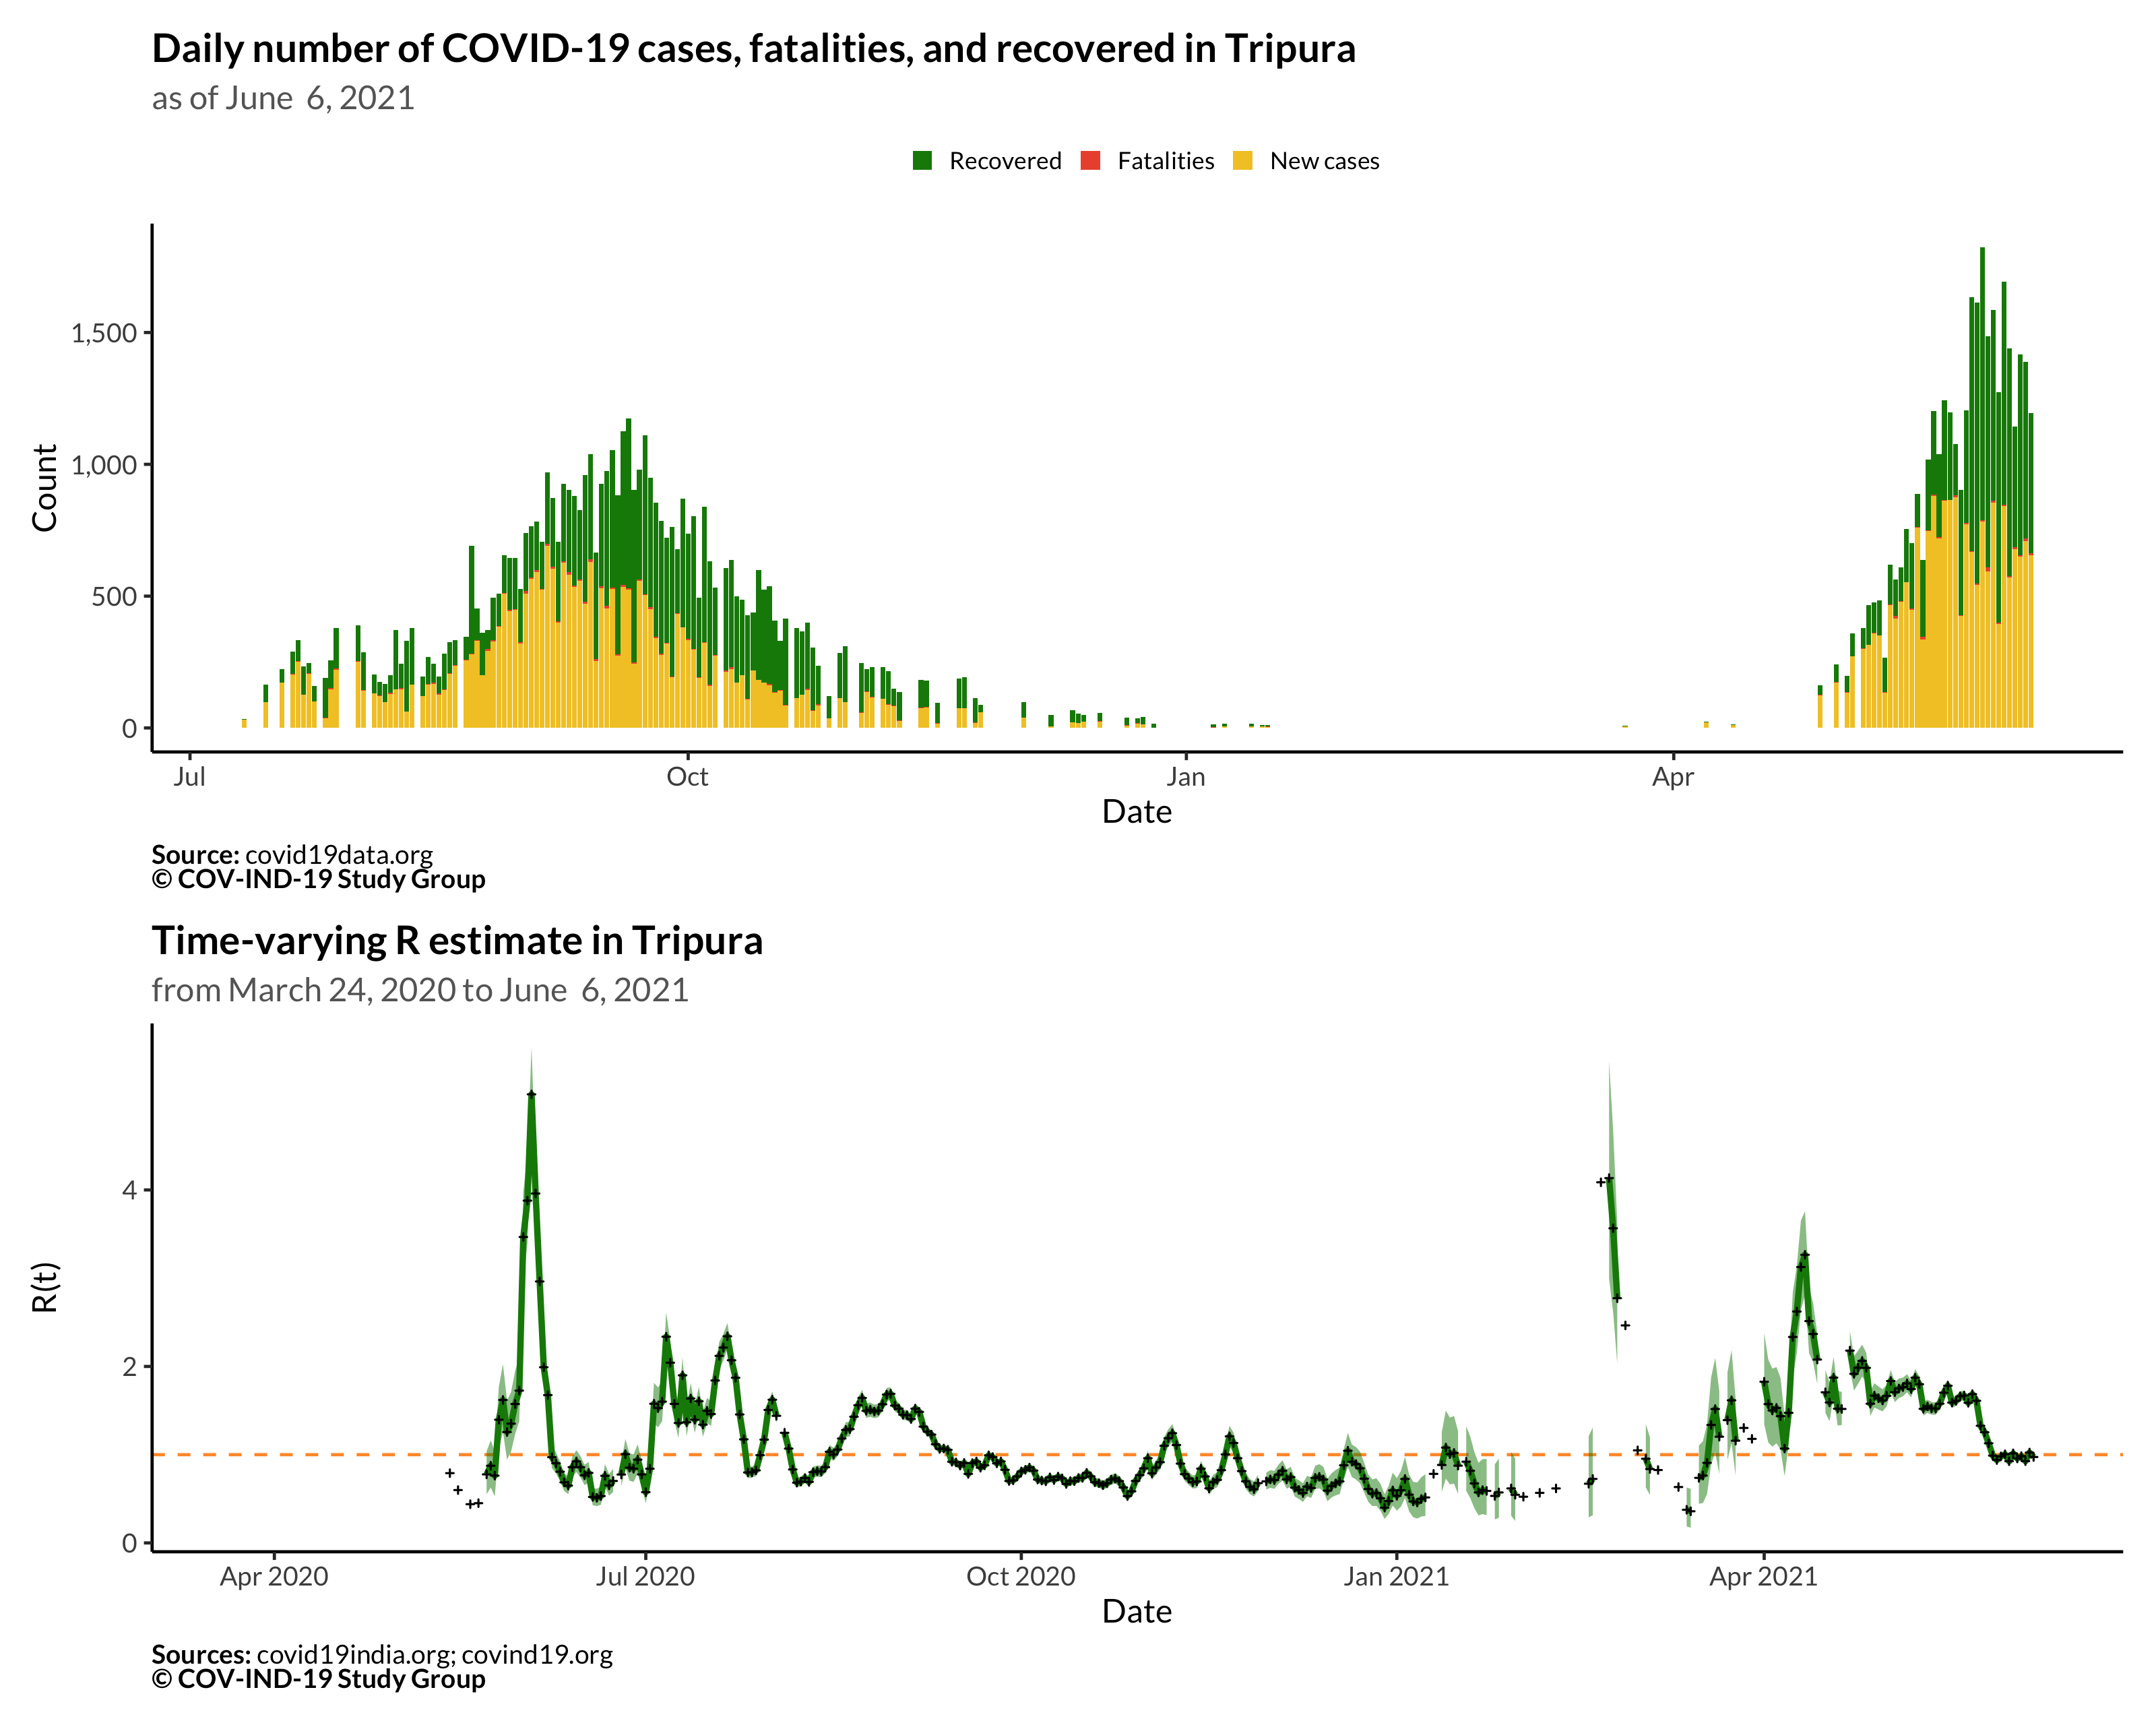 Daily number of COVID-19 cases, fatalities, and recovered in Tripura
as of June  6, 2021
Recovered Fatalities New cases
1,500
1,000
500
0
Count
Jul Oct Jan Apr
Date
Source: covid19data.org
© COV-IND-19 Study Group
Time-varying R estimate in Tripura
from March 24, 2020 to June  6, 2021
4
2
0
R(t)
Apr 2020 Jul 2020 Oct 2020 Jan 2021 Apr 2021
Date
Sources: covid19india.org; covind19.org
© COV-IND-19 Study Group